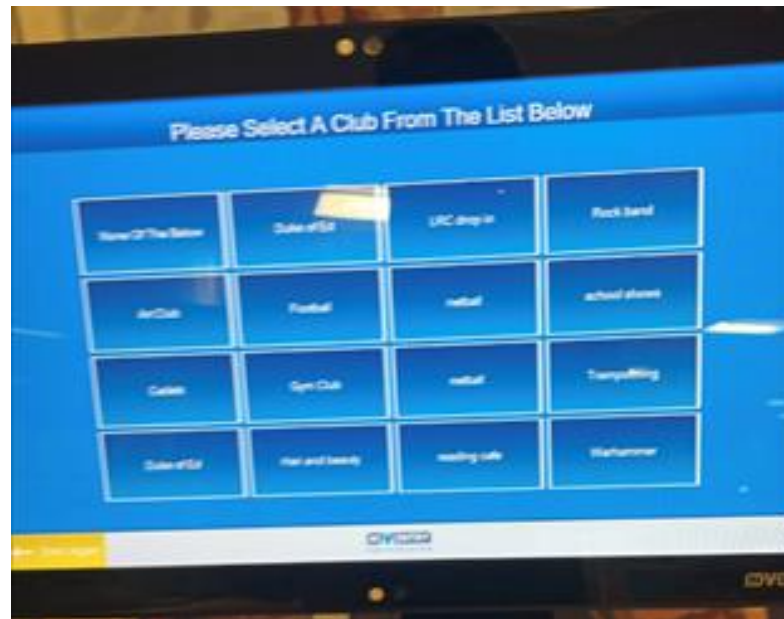 Please Select A Club From The List Below
None Of The Below
Duke of Ed
LRC drop in
Rock band
Art Club
Football
netball
school shows
Cadets
Gym Club
netball
Trampolining
Duke of Ed
Hair and beauty
reading cafe
Warhammer